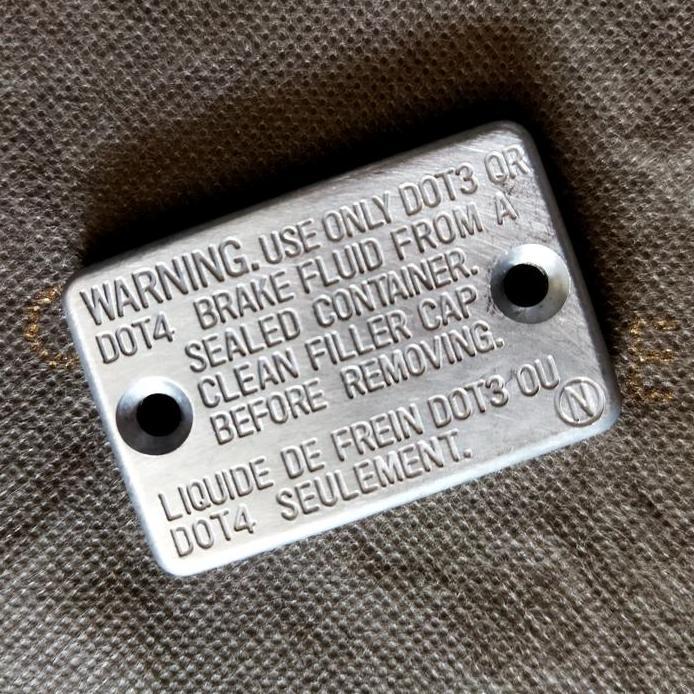 WARNING. USE ONLY DOT3 OR
DOT4 BRAKE FLUID FROM A
SEALED CONTAINER.
CLEAN FILLER CAP
BEFORE REMOVING.
LIQUIDE DE FREIN DOT3 OU
DOT4 SEULEMENT.
N